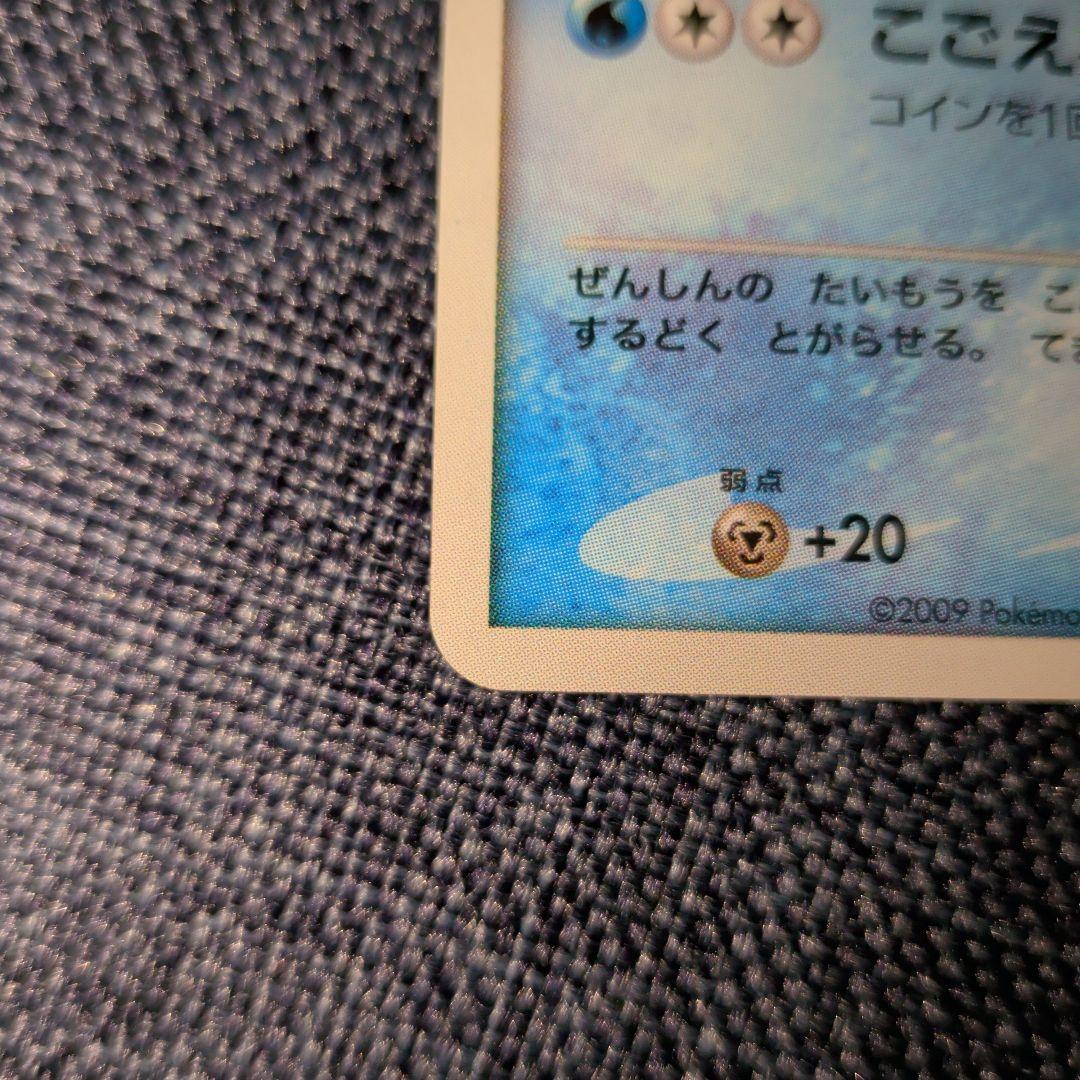 こごえ
コインを1回
ぜんしんの たいもうを こ
するどく とがらせる。 てき
弱点
+20
©2009 Pokémo